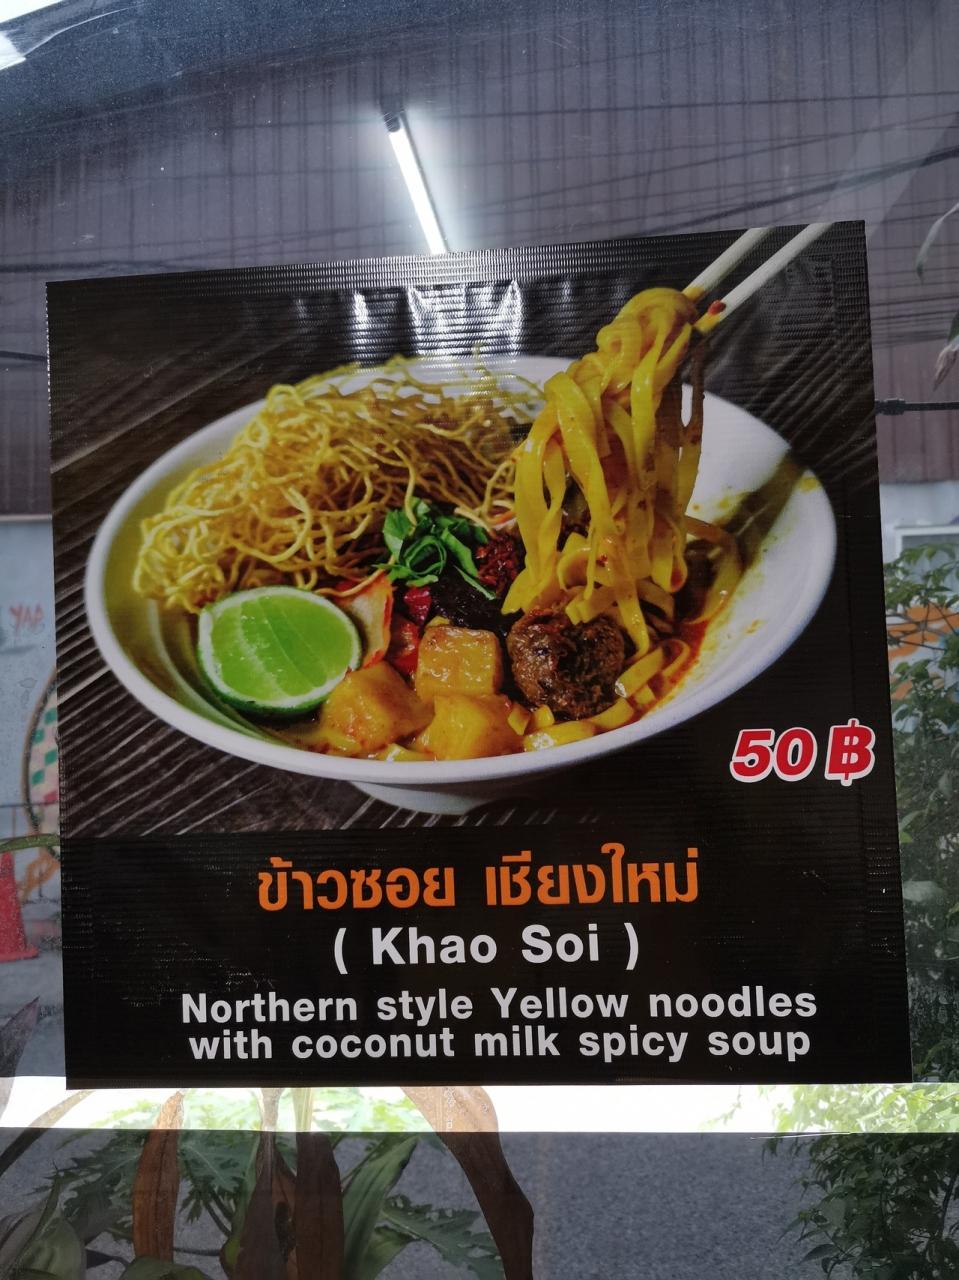 50 ฿
ข้าวซอย เชียงใหม่
( Khao Soi )
Northern style Yellow noodles
with coconut milk spicy soup